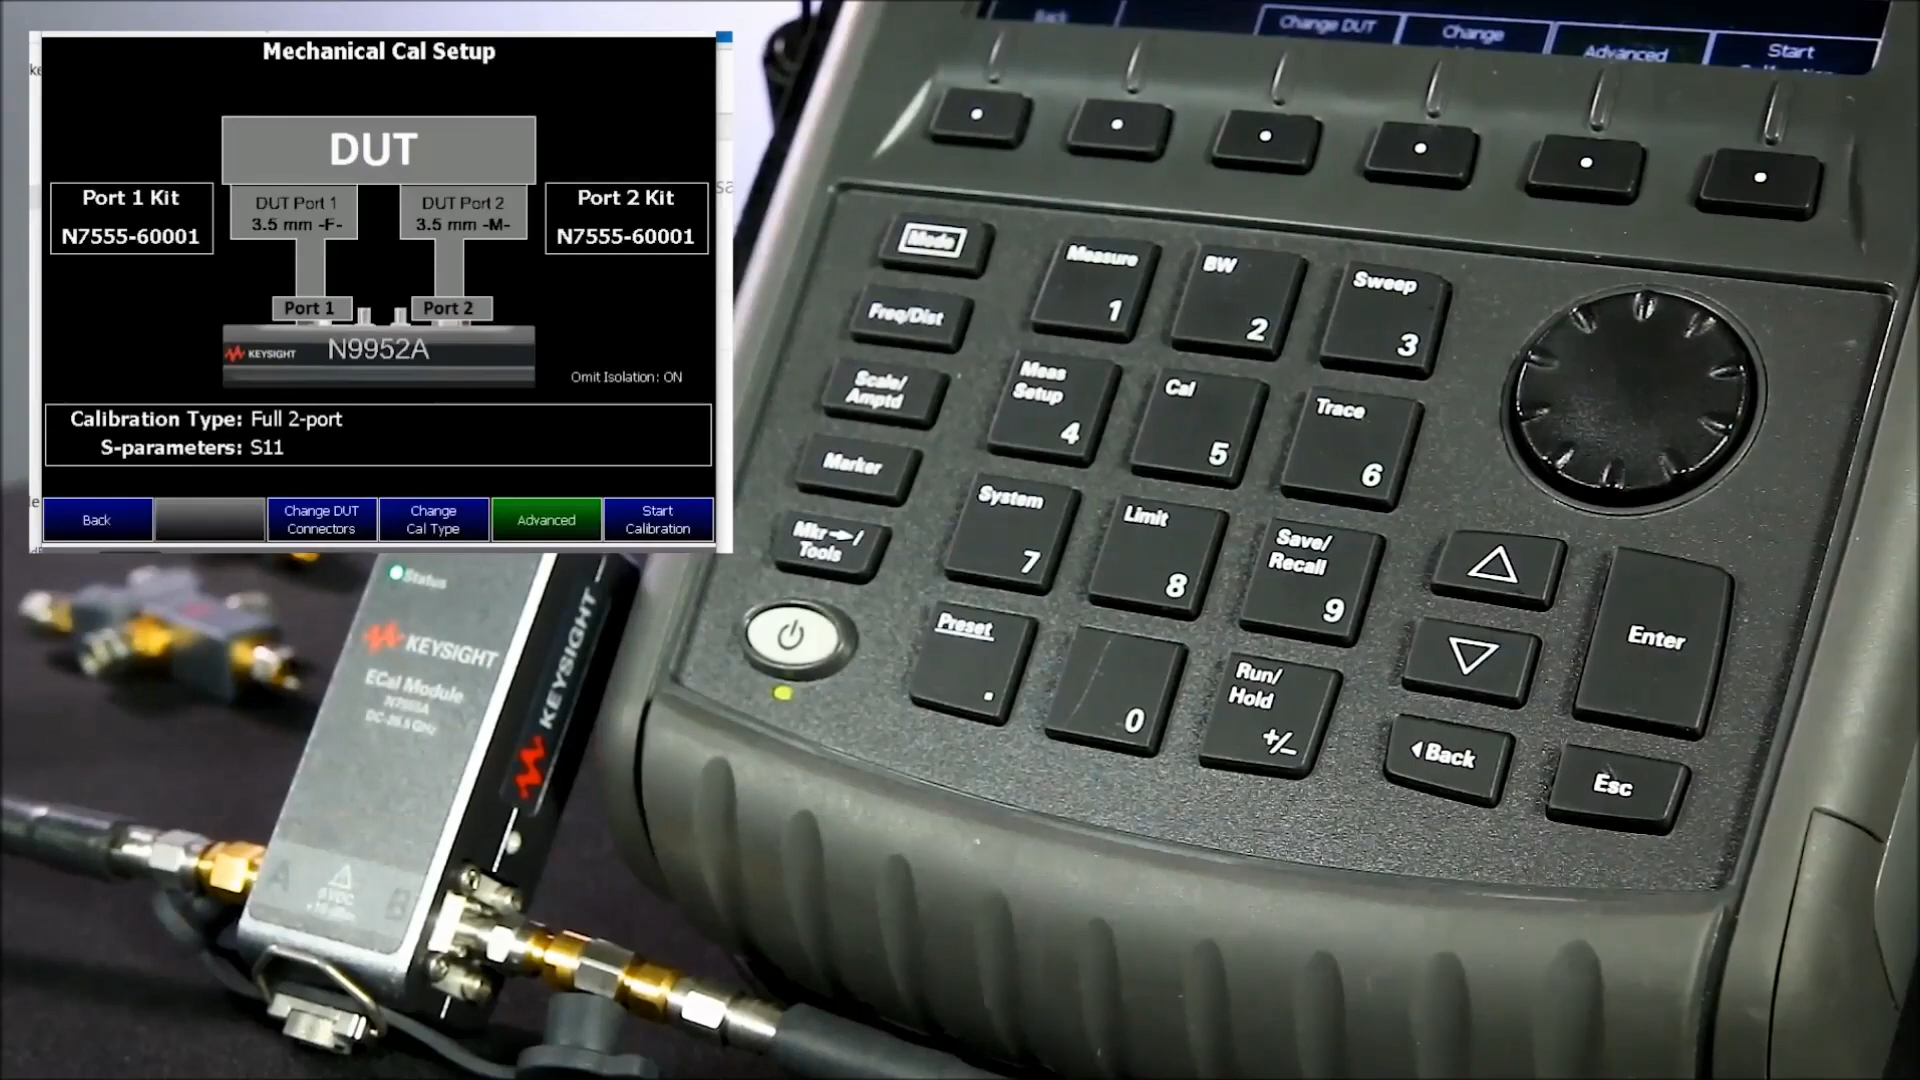 Mechanical Cal Setup
DUT
Port 1 Kit
N7555-60001
DUT Port 1
3.5 mm -F-
DUT Port 2
3.5 mm -M-
Port 2 Kit
N7555-60001
Port 1
Port 2
KEYSIGHT
N9952A
Omit Isolation: ON
Calibration Type: Full 2-port
S-parameters: S11
Back
Change DUT
Connectors
Change
Cal Type
Advanced
Start
Calibration
Back
Change DUT
Change
Advanced
Start
Mode
Measure
1
BW
2
Sweep
3
Freq/Dist
Scale/
Amptd
Meas
Setup
4
Cal
5
Trace
6
Marker
System
7
Limit
8
Save/
Recall
9
Mkr→/
Tools
Preset
.
0
Run/
Hold
+/-
Enter
Back
Esc
Status
KEYSIGHT
ECal Module
DC-26.5 GHz
KEYSIGHT
A
B